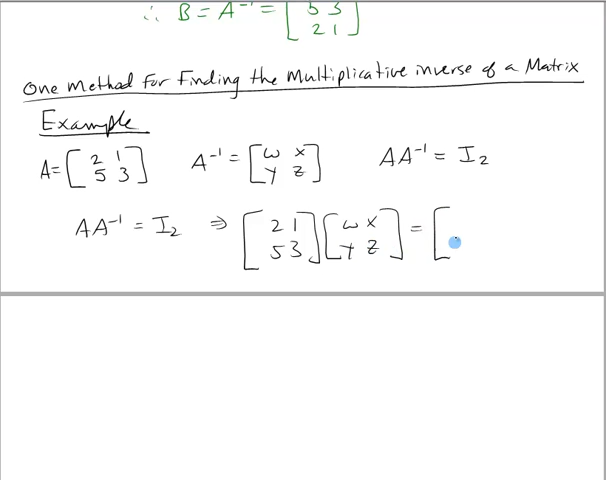 ∴ B = A⁻¹ = [5 3
2 1]
One Method for Finding the Multiplicative inverse of a Matrix
Example
A = [2 1; 5 3] A⁻¹ = [w x; y z] AA⁻¹ = I₂
AA⁻¹ = I₂ ⇒ [2 1; 5 3] [w x; y z] = [